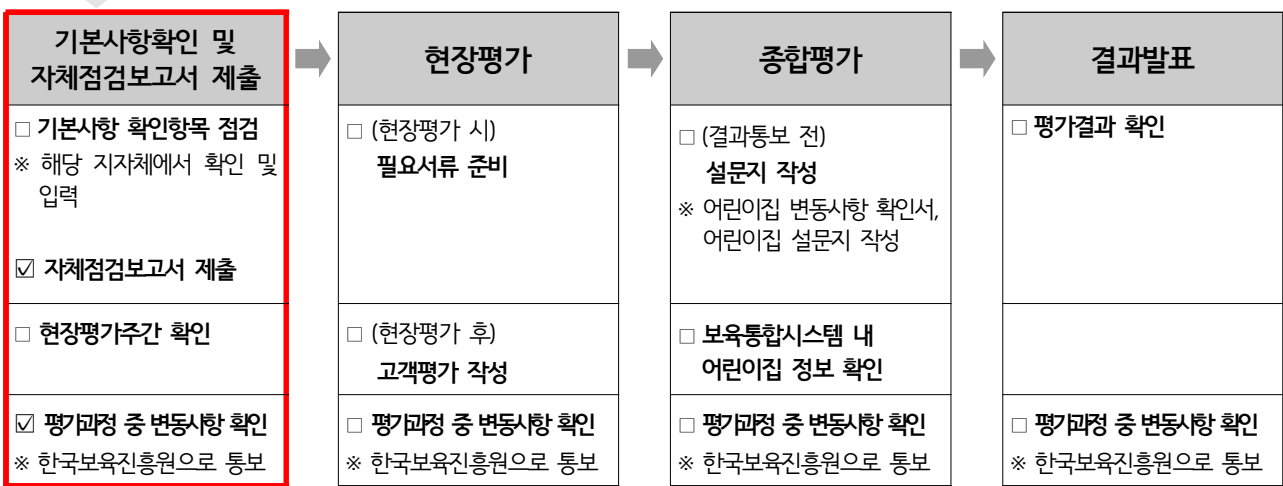 기본사항확인 및
자체점검보고서 제출
□ 기본사항 확인항목 점검
※ 해당 지자체에서 확인 및
입력
☑ 자체점검보고서 제출
□ 현장평가주간 확인
☑ 평가과정 중 변동사항 확인
※ 한국보육진흥원으로 통보
현장평가
□ (현장평가 시)
필요서류 준비
□ (현장평가 후)
고객평가 작성
□ 평가과정 중 변동사항 확인
※ 한국보육진흥원으로 통보
종합평가
□ (결과통보 전)
설문지 작성
※ 어린이집 변동사항 확인서,
어린이집 설문지 작성
□ 보육통합시스템 내
어린이집 정보 확인
□ 평가과정 중 변동사항 확인
※ 한국보육진흥원으로 통보
결과발표
□ 평가결과 확인
□ 평가과정 중 변동사항 확인
※ 한국보육진흥원으로 통보